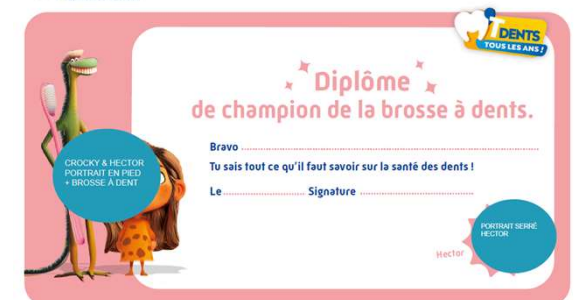 T DENTS
TOUS LES ANS !
Diplôme
de champion de la brosse à dents.
Bravo
Tu sais tout ce qu'il faut savoir sur la santé des dents !
Le Signature
CROCKY & HECTOR
PORTRAIT EN PIED
+ BROSSE À DENT
PORTRAIT SERRÉ
HECTOR
Hector